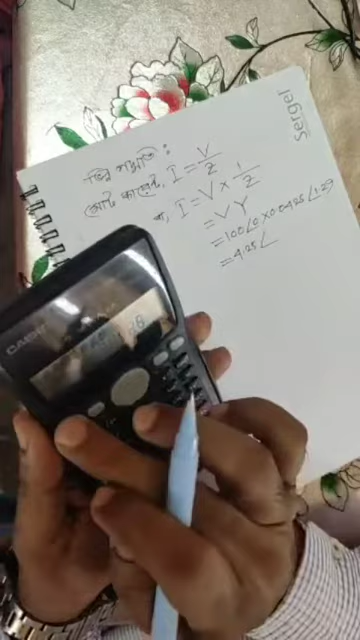 ভিন্ন পদ্ধতি :
মোট কারেন্ট, I = V/Z
বা, I = V × 1/Z
= VY
= 100∠0 × 0.0425∠
= 4.25∠
Sergel
CASIO